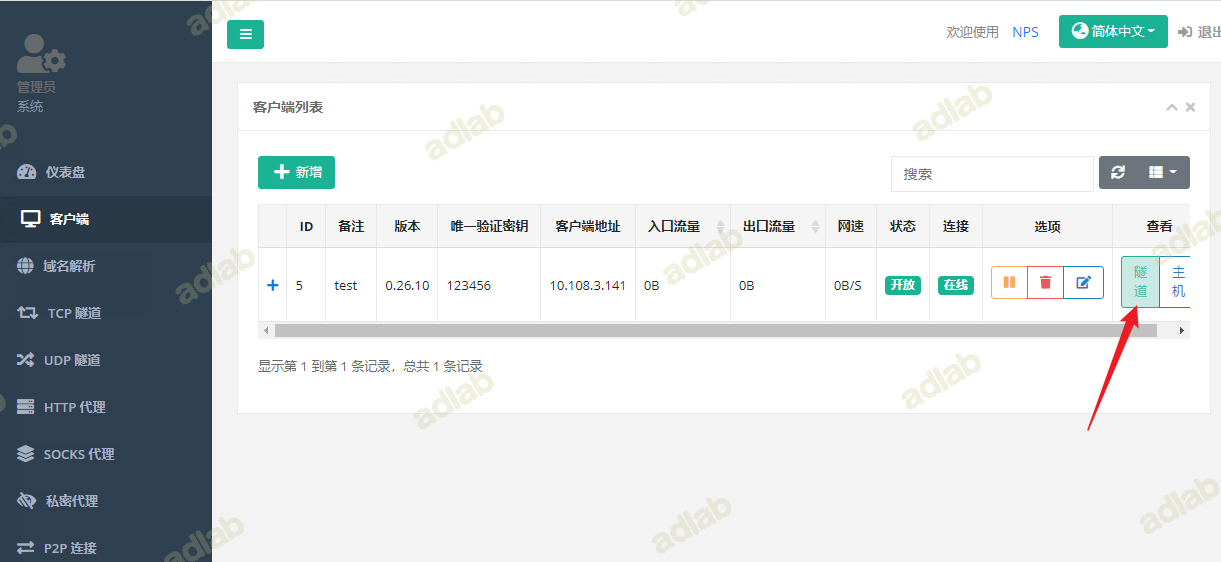 管理员
系统
仪表盘
客户端
域名解析
TCP 隧道
UDP 隧道
HTTP 代理
SOCKS 代理
私密代理
P2P 连接
欢迎使用 NPS 简体中文 退出
客户端列表
新增 搜索
ID 备注 版本 唯一验证密钥 客户端地址 入口流量 出口流量 网速 状态 连接 选项 查看
5 test 0.26.10 123456 10.108.3.141 0B 0B 0B/S 开放 在线 隧道 主机
显示第 1 到第 1 条记录，总共 1 条记录
adlab
adlab
adlab
adlab
adlab
adlab
adlab
adlab
adlab
adlab
adlab
adlab